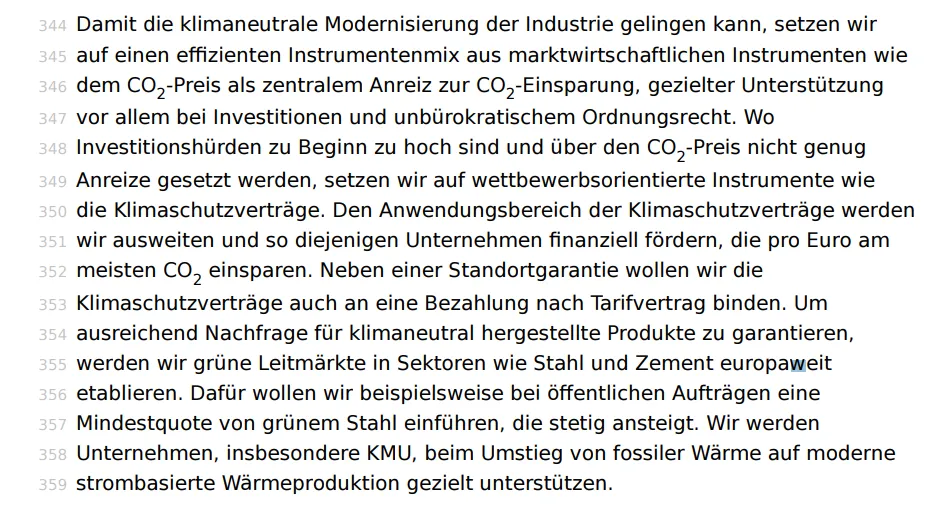 344 Damit die klimaneutrale Modernisierung der Industrie gelingen kann, setzen wir
345 auf einen effizienten Instrumentenmix aus marktwirtschaftlichen Instrumenten wie
346 dem CO2-Preis als zentralem Anreiz zur CO2-Einsparung, gezielter Unterstützung
347 vor allem bei Investitionen und unbürokratischem Ordnungsrecht. Wo
348 Investitionshürden zu Beginn zu hoch sind und über den CO2-Preis nicht genug
349 Anreize gesetzt werden, setzen wir auf wettbewerbsorientierte Instrumente wie
350 die Klimaschutzverträge. Den Anwendungsbereich der Klimaschutzverträge werden
351 wir ausweiten und so diejenigen Unternehmen finanziell fördern, die pro Euro am
352 meisten CO2 einsparen. Neben einer Standortgarantie wollen wir die
353 Klimaschutzverträge auch an eine Bezahlung nach Tarifvertrag binden. Um
354 ausreichend Nachfrage für klimaneutral hergestellte Produkte zu garantieren,
355 werden wir grüne Leitmärkte in Sektoren wie Stahl und Zement europaweit
356 etablieren. Dafür wollen wir beispielsweise bei öffentlichen Aufträgen eine
357 Mindestquote von grünem Stahl einführen, die stetig ansteigt. Wir werden
358 Unternehmen, insbesondere KMU, beim Umstieg von fossiler Wärme auf moderne
359 strombasierte Wärmeproduktion gezielt unterstützen.